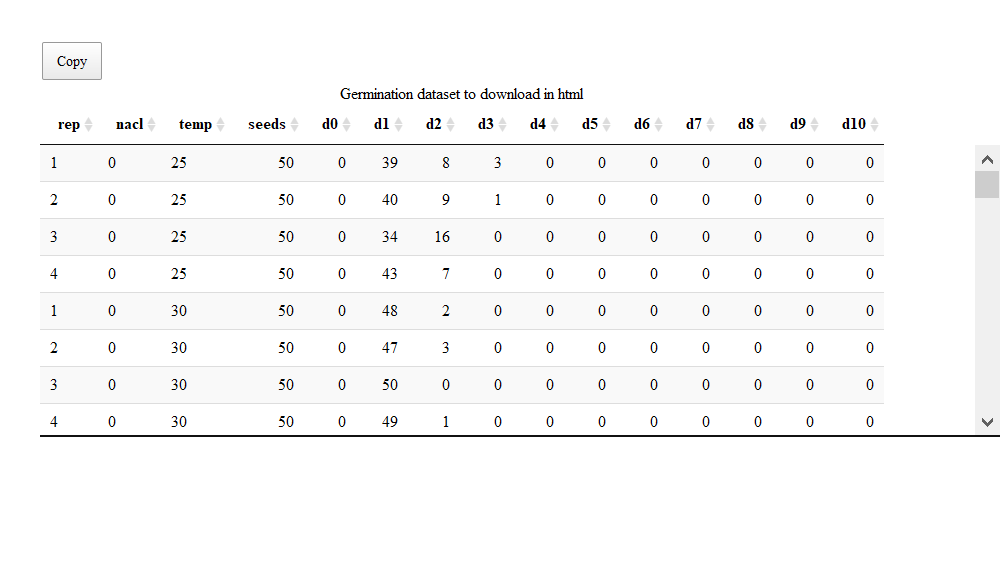 Copy
Germination dataset to download in html
rep nacl temp seeds d0 d1 d2 d3 d4 d5 d6 d7 d8 d9 d10
1 0 25 50 0 39 8 3 0 0 0 0 0 0 0
2 0 25 50 0 40 9 1 0 0 0 0 0 0 0
3 0 25 50 0 34 16 0 0 0 0 0 0 0 0
4 0 25 50 0 43 7 0 0 0 0 0 0 0 0
1 0 30 50 0 48 2 0 0 0 0 0 0 0 0
2 0 30 50 0 47 3 0 0 0 0 0 0 0 0
3 0 30 50 0 50 0 0 0 0 0 0 0 0 0
4 0 30 50 0 49 1 0 0 0 0 0 0 0 0